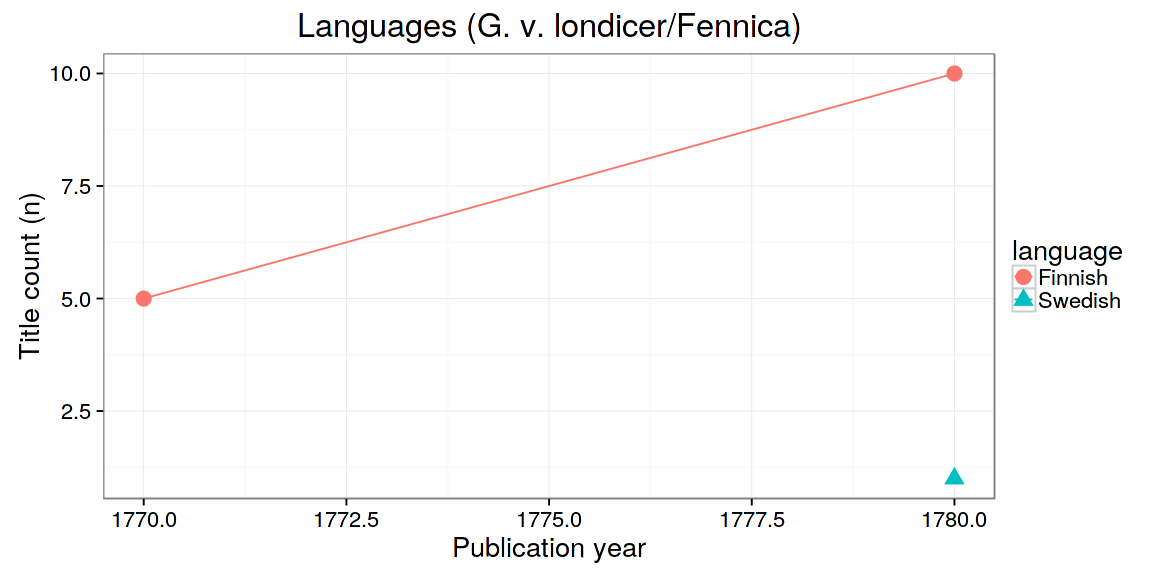 Languages (G. v. londicer/Fennica)
10.0
7.5
5.0
2.5
Title count (n)
1770.0 1772.5 1775.0 1777.5 1780.0
Publication year
language
Finnish
Swedish